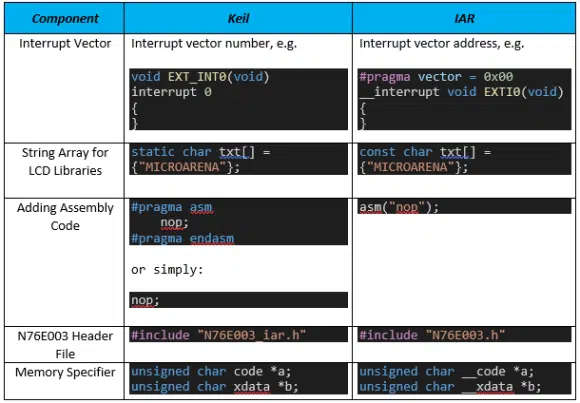 Component Keil IAR
Interrupt Vector Interrupt vector number, e.g. Interrupt vector address, e.g.
void EXT_INT0(void)
interrupt 0
{
}
#pragma vector = 0x00
__interrupt void EXTI0(void)
{
}
String Array for
LCD Libraries
static char txt[] =
{"MICROARENA"};
const char txt[] =
{"MICROARENA"};
Adding Assembly
Code
#pragma asm
nop;
#pragma endasm
or simply:
nop;
asm("nop");
N76E003 Header
File
#include "N76E003_iar.h"
#include "N76E003.h"
Memory Specifier
unsigned char code *a;
unsigned char xdata *b;
unsigned char __code *a;
unsigned char __xdata *b;